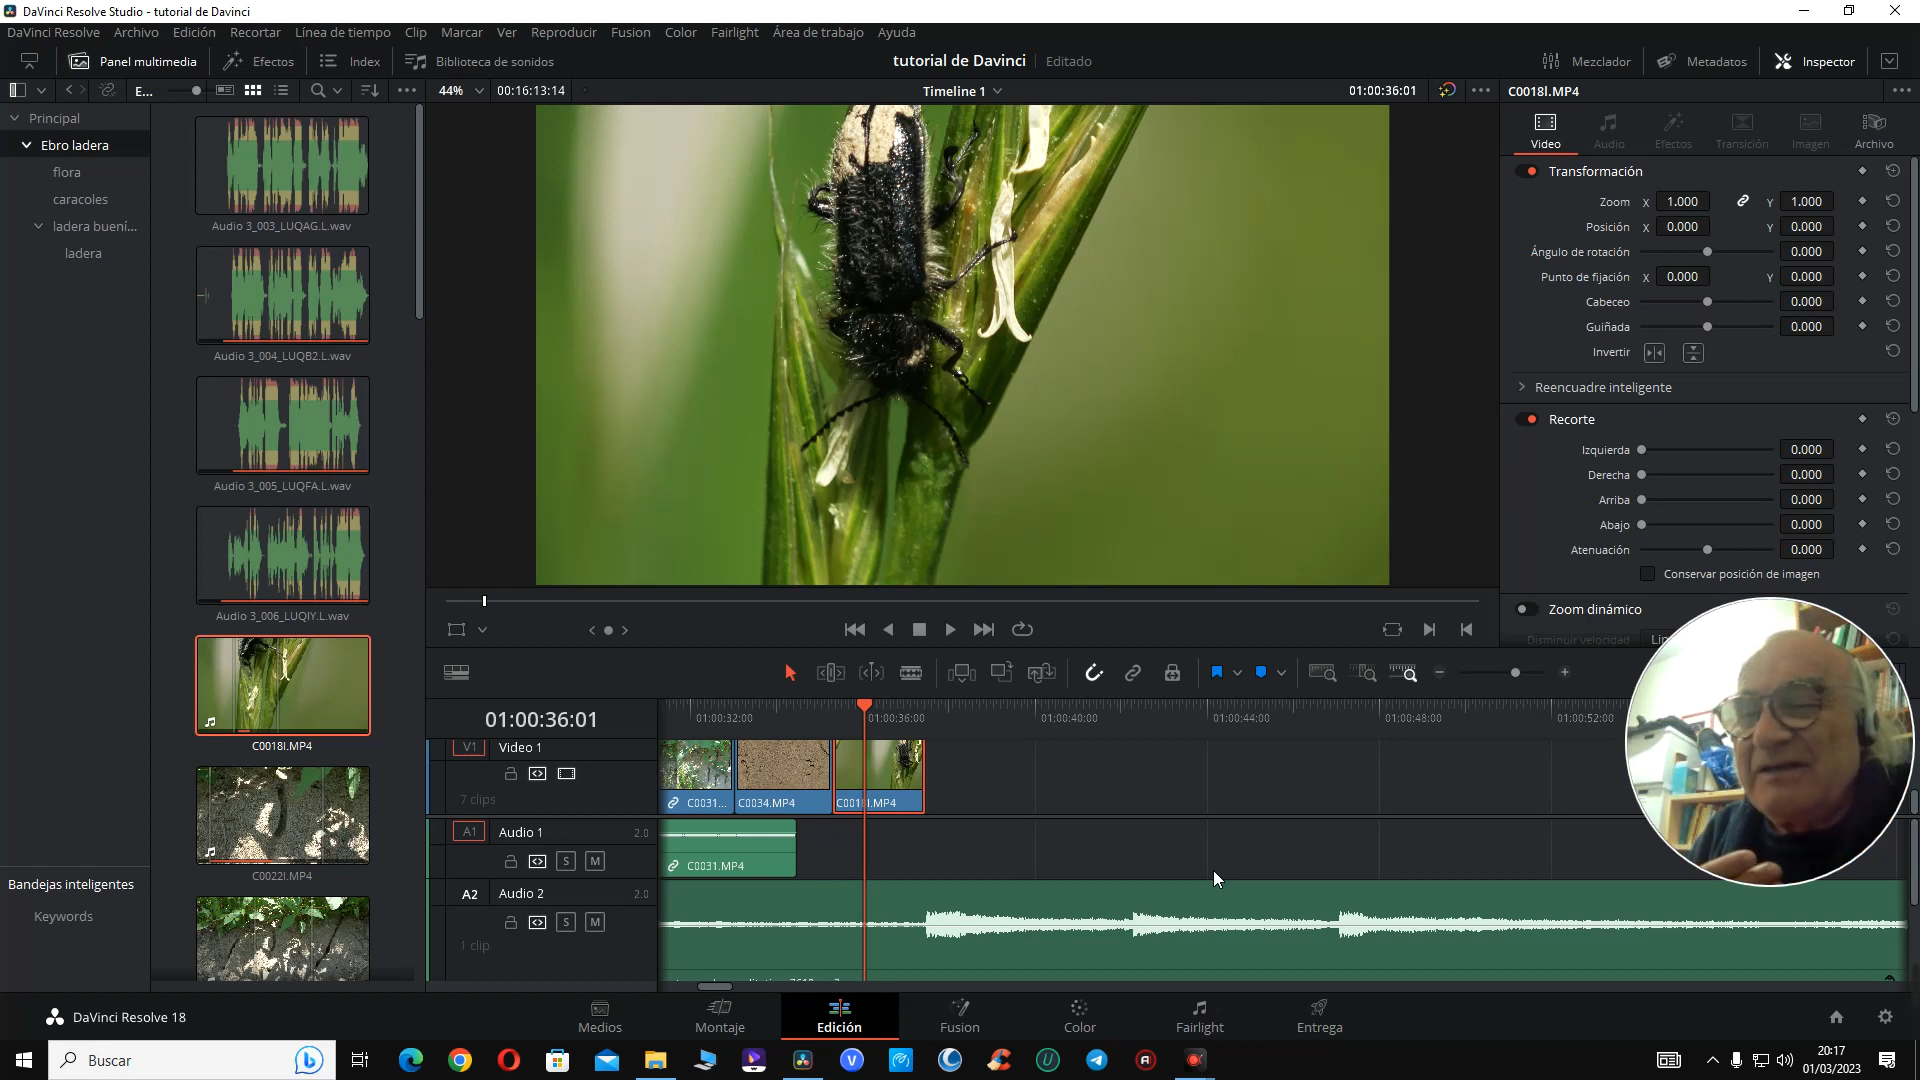 DaVinci Resolve Studio - tutorial de Davinci
DaVinci Resolve Archivo Edición Recortar Línea de tiempo Clip Marcar Ver Reproducir Fusion Color Fairlight Área de trabajo Ayuda
Panel multimedia Efectos Index Biblioteca de sonidos tutorial de Davinci Editado Mezclador Metadatos Inspector
E... 44% 00:16:13:14 Timeline 1 01:00:36:01 C0018I.MP4
Principal
Ebro ladera
flora
caracoles
ladera buení...
ladera
Bandejas inteligentes
Keywords
Audio 3_003_LUQAG.L.wav
Audio 3_004_LUQB2.L.wav
Audio 3_005_LUQFA.L.wav
Audio 3_006_LUQIY.L.wav
C0018I.MP4
C0022I.MP4
Video Audio Efectos Transición Imagen Archivo
Transformación
Zoom X 1.000 Y 1.000
Posición X 0.000 Y 0.000
Ángulo de rotación 0.000
Punto de fijación X 0.000 Y 0.000
Cabeceo 0.000
Guiñada 0.000
Invertir
Reencuadre inteligente
Recorte
Izquierda 0.000
Derecha 0.000
Arriba 0.000
Abajo 0.000
Atenuación 0.000
Conservar posición de imagen
Zoom dinámico
Disminuir velocidad
01:00:36:01 01:00:32:00 01:00:36:00 01:00:40:00 01:00:44:00 01:00:48:00 01:00:52:00
V1 Video 1
7 clips
C0031... C0034.MP4
A1 Audio 1 2.0
S M
C0031.MP4
A2 Audio 2 2.0
S M
1 clip
DaVinci Resolve 18
Medios Montaje Edición Fusion Color Fairlight Entrega
Buscar
20:17
01/03/2023